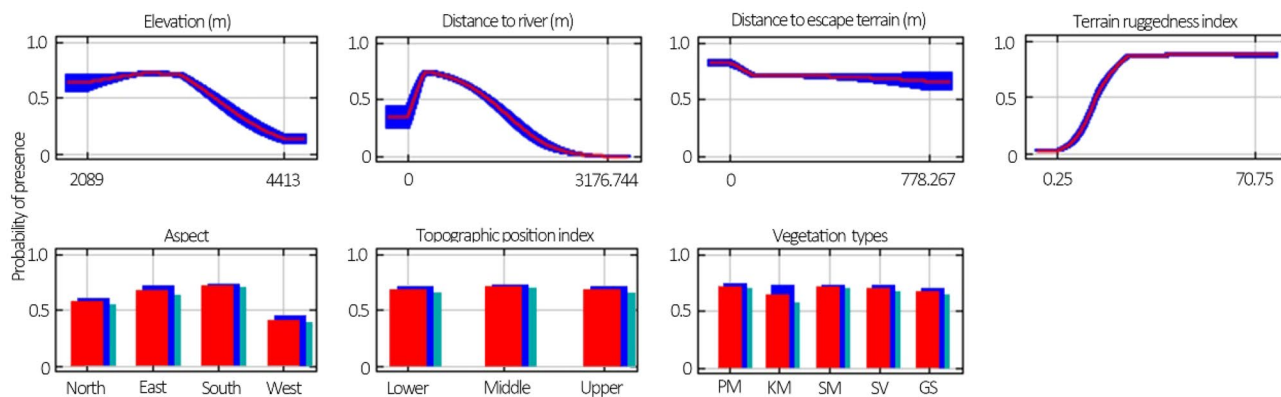 Elevation (m)
Distance to river (m)
Distance to escape terrain (m)
Terrain ruggedness index
1.0
0.5
0
1.0
0.5
0
1.0
0.5
0
1.0
0.5
0
2089
4413
0
3176.744
0
778.267
0.25
70.75
Probability of presence
Aspect
Topographic position index
Vegetation types
1.0
0.5
0
1.0
0.5
0
1.0
0.5
0
North
East
South
West
Lower
Middle
Upper
PM
KM
SM
SV
GS